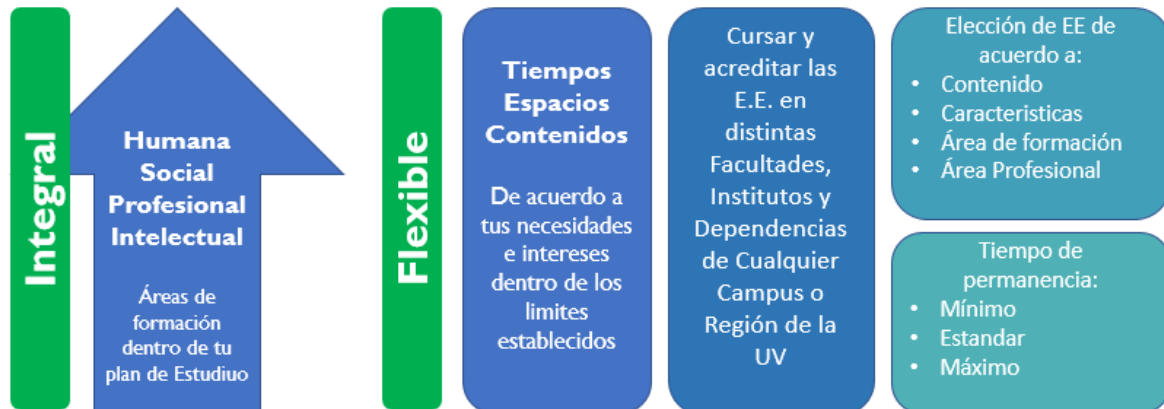 Integral
Humana
Social
Profesional
Intelectual
Áreas de
formación
dentro de tu
plan de Estudiuo
Flexible
Tiempos
Espacios
Contenidos
De acuerdo a
tus necesidades
e intereses
dentro de los
limites
establecidos
Cursar y
acreditar las
E.E. en
distintas
Facultades,
Institutos y
Dependencias
de Cualquier
Campus o
Región de la
UV
Elección de EE de
acuerdo a:
• Contenido
• Caracteristicas
• Área de formación
• Área Profesional
Tiempo de
permanencia:
• Mínimo
• Estandar
• Máximo